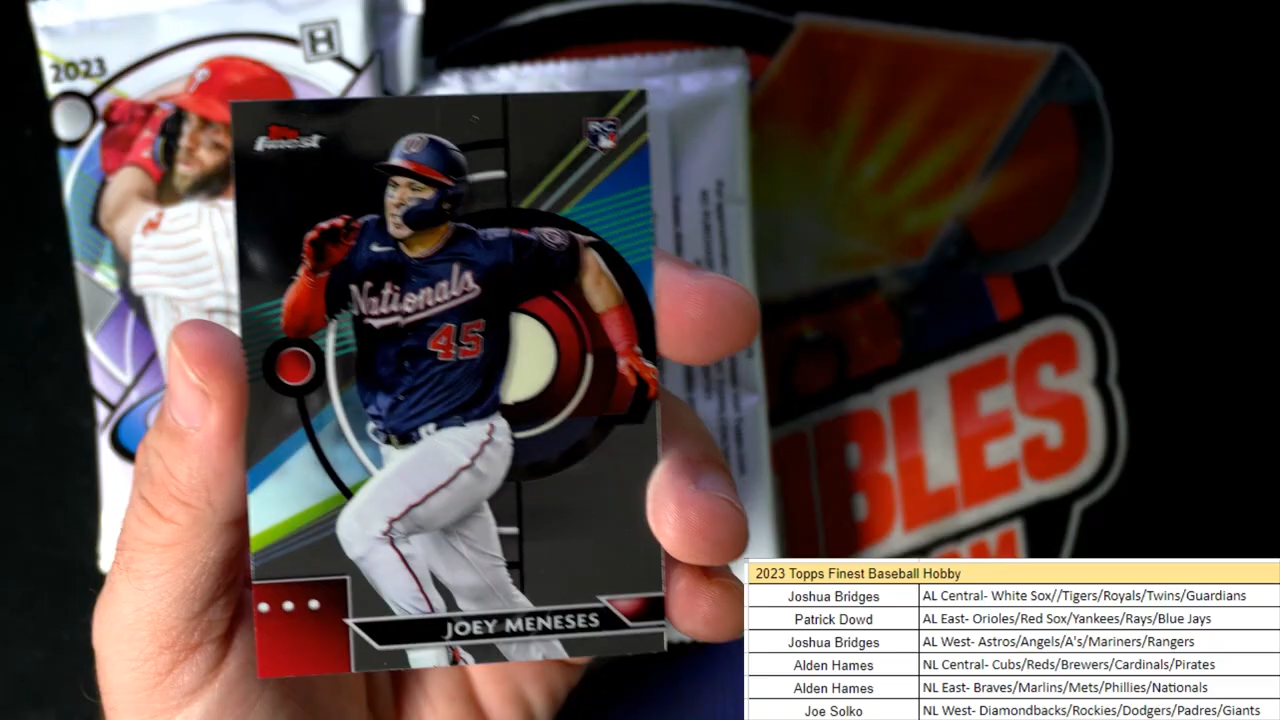 2023
H
Topps
finest
RC
Nationals
45
JOEY MENESES
IBLES
OM
2023 Topps Finest Baseball Hobby
Joshua Bridges AL Central- White Sox//Tigers/Royals/Twins/Guardians
Patrick Dowd AL East- Orioles/Red Sox/Yankees/Rays/Blue Jays
Joshua Bridges AL West- Astros/Angels/A's/Mariners/Rangers
Alden Hames NL Central- Cubs/Reds/Brewers/Cardinals/Pirates
Alden Hames NL East- Braves/Marlins/Mets/Phillies/Nationals
Joe Solko NL West- Diamondbacks/Rockies/Dodgers/Padres/Giants